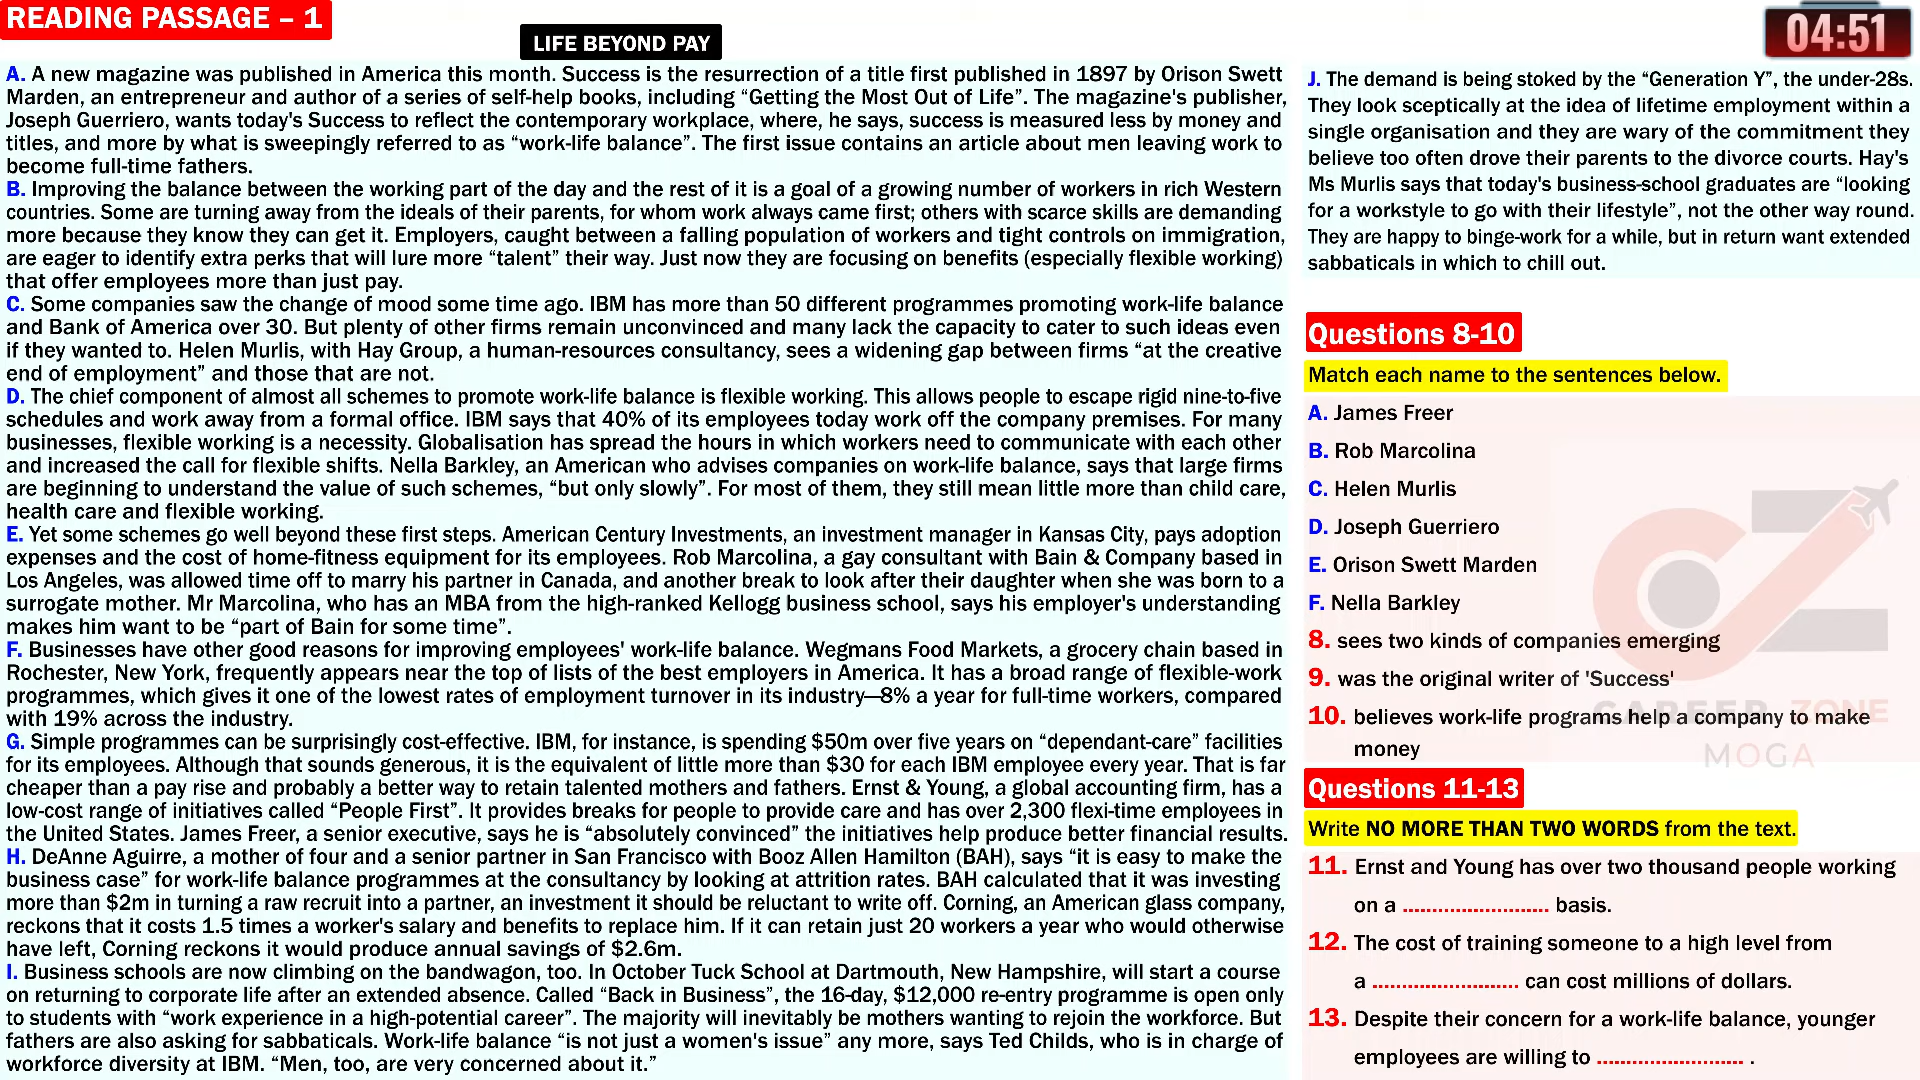 READING PASSAGE – 1
LIFE BEYOND PAY
04:51
A. A new magazine was published in America this month. Success is the resurrection of a title first published in 1897 by Orison Swett
Marden, an entrepreneur and author of a series of self-help books, including “Getting the Most Out of Life”. The magazine's publisher,
Joseph Guerriero, wants today's Success to reflect the contemporary workplace, where, he says, success is measured less by money and
titles, and more by what is sweepingly referred to as “work-life balance”. The first issue contains an article about men leaving work to
become full-time fathers.
B. Improving the balance between the working part of the day and the rest of it is a goal of a growing number of workers in rich Western
countries. Some are turning away from the ideals of their parents, for whom work always came first; others with scarce skills are demanding
more because they know they can get it. Employers, caught between a falling population of workers and tight controls on immigration,
are eager to identify extra perks that will lure more “talent” their way. Just now they are focusing on benefits (especially flexible working)
that offer employees more than just pay.
C. Some companies saw the change of mood some time ago. IBM has more than 50 different programmes promoting work-life balance
and Bank of America over 30. But plenty of other firms remain unconvinced and many lack the capacity to cater to such ideas even
if they wanted to. Helen Murlis, with Hay Group, a human-resources consultancy, sees a widening gap between firms “at the creative
end of employment” and those that are not.
D. The chief component of almost all schemes to promote work-life balance is flexible working. This allows people to escape rigid nine-to-five
schedules and work away from a formal office. IBM says that 40% of its employees today work off the company premises. For many
businesses, flexible working is a necessity. Globalisation has spread the hours in which workers need to communicate with each other
and increased the call for flexible shifts. Nella Barkley, an American who advises companies on work-life balance, says that large firms
are beginning to understand the value of such schemes, “but only slowly”. For most of them, they still mean little more than child care,
health care and flexible working.
E. Yet some schemes go well beyond these first steps. American Century Investments, an investment manager in Kansas City, pays adoption
expenses and the cost of home-fitness equipment for its employees. Rob Marcolina, a gay consultant with Bain & Company based in
Los Angeles, was allowed time off to marry his partner in Canada, and another break to look after their daughter when she was born to a
surrogate mother. Mr Marcolina, who has an MBA from the high-ranked Kellogg business school, says his employer's understanding
makes him want to be “part of Bain for some time”.
F. Businesses have other good reasons for improving employees' work-life balance. Wegmans Food Markets, a grocery chain based in
Rochester, New York, frequently appears near the top of lists of the best employers in America. It has a broad range of flexible-work
programmes, which gives it one of the lowest rates of employment turnover in its industry—8% a year for full-time workers, compared
with 19% across the industry.
G. Simple programmes can be surprisingly cost-effective. IBM, for instance, is spending $50m over five years on “dependant-care” facilities
for its employees. Although that sounds generous, it is the equivalent of little more than $30 for each IBM employee every year. That is far
cheaper than a pay rise and probably a better way to retain talented mothers and fathers. Ernst & Young, a global accounting firm, has a
low-cost range of initiatives called “People First”. It provides breaks for people to provide care and has over 2,300 flexi-time employees in
the United States. James Freer, a senior executive, says he is “absolutely convinced” the initiatives help produce better financial results.
H. DeAnne Aguirre, a mother of four and a senior partner in San Francisco with Booz Allen Hamilton (BAH), says “it is easy to make the
business case” for work-life balance programmes at the consultancy by looking at attrition rates. BAH calculated that it was investing
more than $2m in turning a raw recruit into a partner, an investment it should be reluctant to write off. Corning, an American glass company,
reckons that it costs 1.5 times a worker's salary and benefits to replace him. If it can retain just 20 workers a year who would otherwise
have left, Corning reckons it would produce annual savings of $2.6m.
I. Business schools are now climbing on the bandwagon, too. In October Tuck School at Dartmouth, New Hampshire, will start a course
on returning to corporate life after an extended absence. Called “Back in Business”, the 16-day, $12,000 re-entry programme is open only
to students with “work experience in a high-potential career”. The majority will inevitably be mothers wanting to rejoin the workforce. But
fathers are also asking for sabbaticals. Work-life balance “is not just a women's issue” any more, says Ted Childs, who is in charge of
workforce diversity at IBM. “Men, too, are very concerned about it.”
J. The demand is being stoked by the “Generation Y”, the under-28s.
They look sceptically at the idea of lifetime employment within a
single organisation and they are wary of the commitment they
believe too often drove their parents to the divorce courts. Hay's
Ms Murlis says that today's business-school graduates are “looking
for a workstyle to go with their lifestyle”, not the other way round.
They are happy to binge-work for a while, but in return want extended
sabbaticals in which to chill out.
Questions 8-10
Match each name to the sentences below.
A. James Freer
B. Rob Marcolina
C. Helen Murlis
D. Joseph Guerriero
E. Orison Swett Marden
F. Nella Barkley
8. sees two kinds of companies emerging
9. was the original writer of 'Success'
10. believes work-life programs help a company to make
money
CAREER ZONE
MOGA
Questions 11-13
Write NO MORE THAN TWO WORDS from the text.
11. Ernst and Young has over two thousand people working
on a .......................... basis.
12. The cost of training someone to a high level from
a .......................... can cost millions of dollars.
13. Despite their concern for a work-life balance, younger
employees are willing to .......................... .